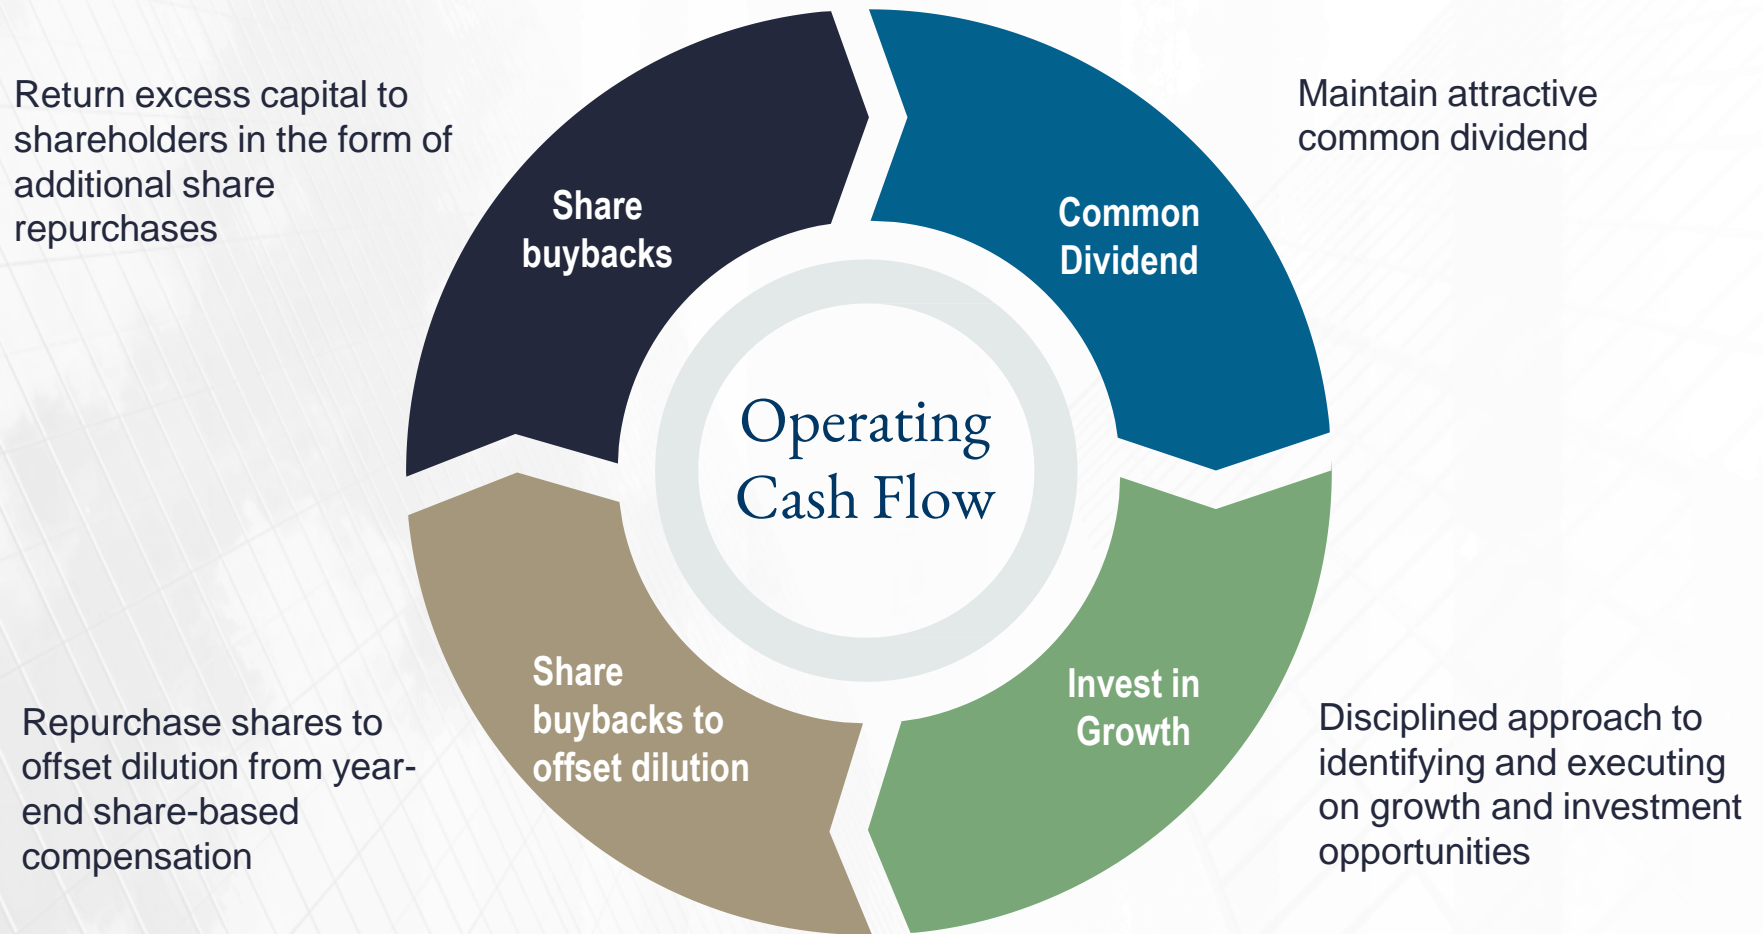 Return excess capital to
shareholders in the form of
additional share
repurchases
Share
buybacks
Common
Dividend
Maintain attractive
common dividend
Operating
Cash Flow
Repurchase shares to
offset dilution from year-
end share-based
compensation
Share
buybacks to
offset dilution
Invest in
Growth
Disciplined approach to
identifying and executing
on growth and investment
opportunities